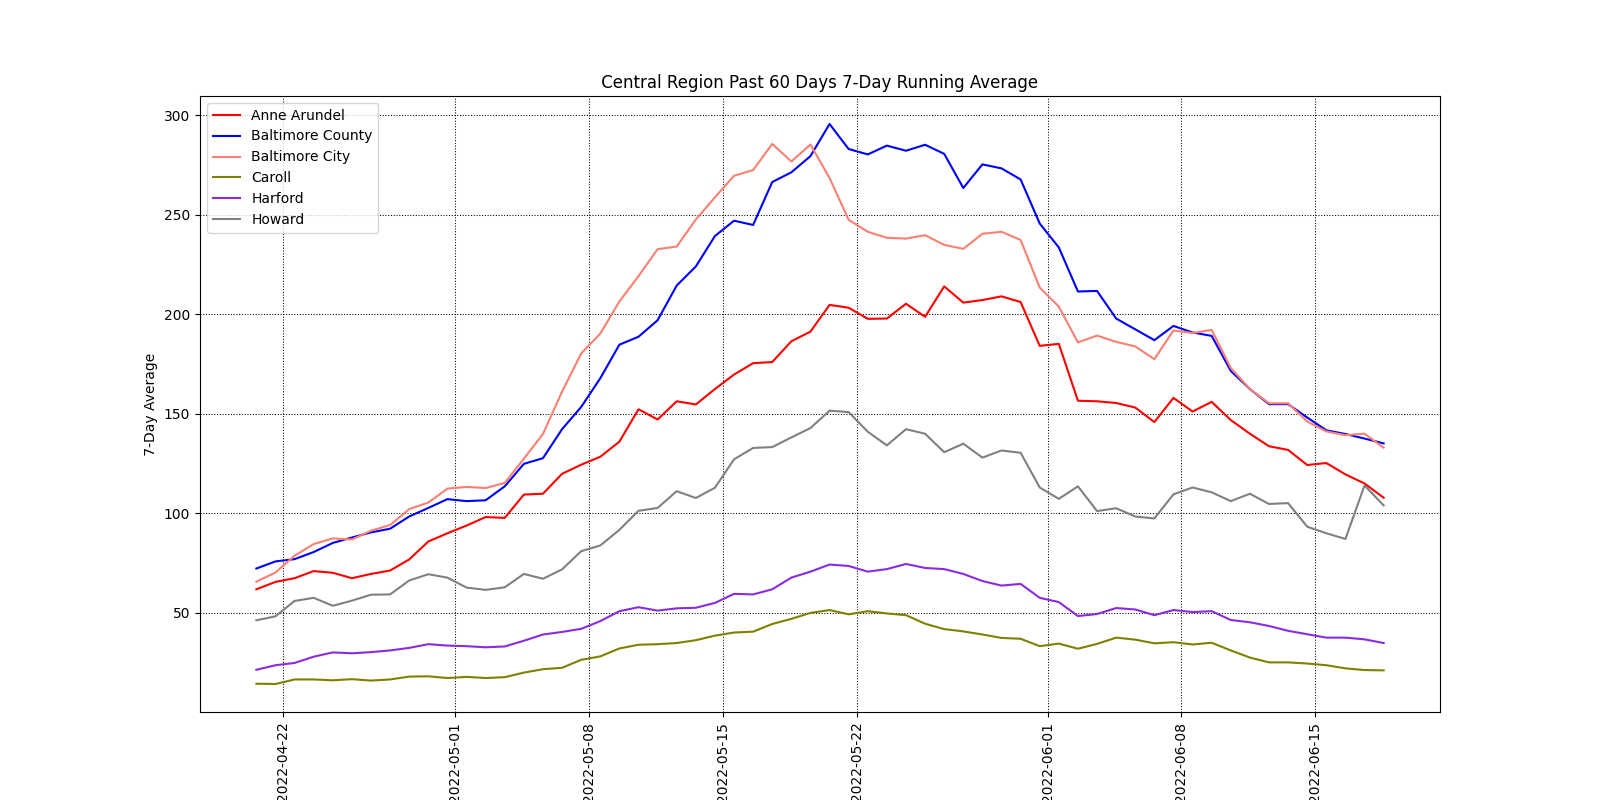 Central Region Past 60 Days 7-Day Running Average
Anne Arundel
Baltimore County
Baltimore City
Caroll
Harford
Howard
7-Day Average
300
250
200
150
100
50
2022-04-22
2022-05-01
2022-05-08
2022-05-15
2022-05-22
2022-06-01
2022-06-08
2022-06-15